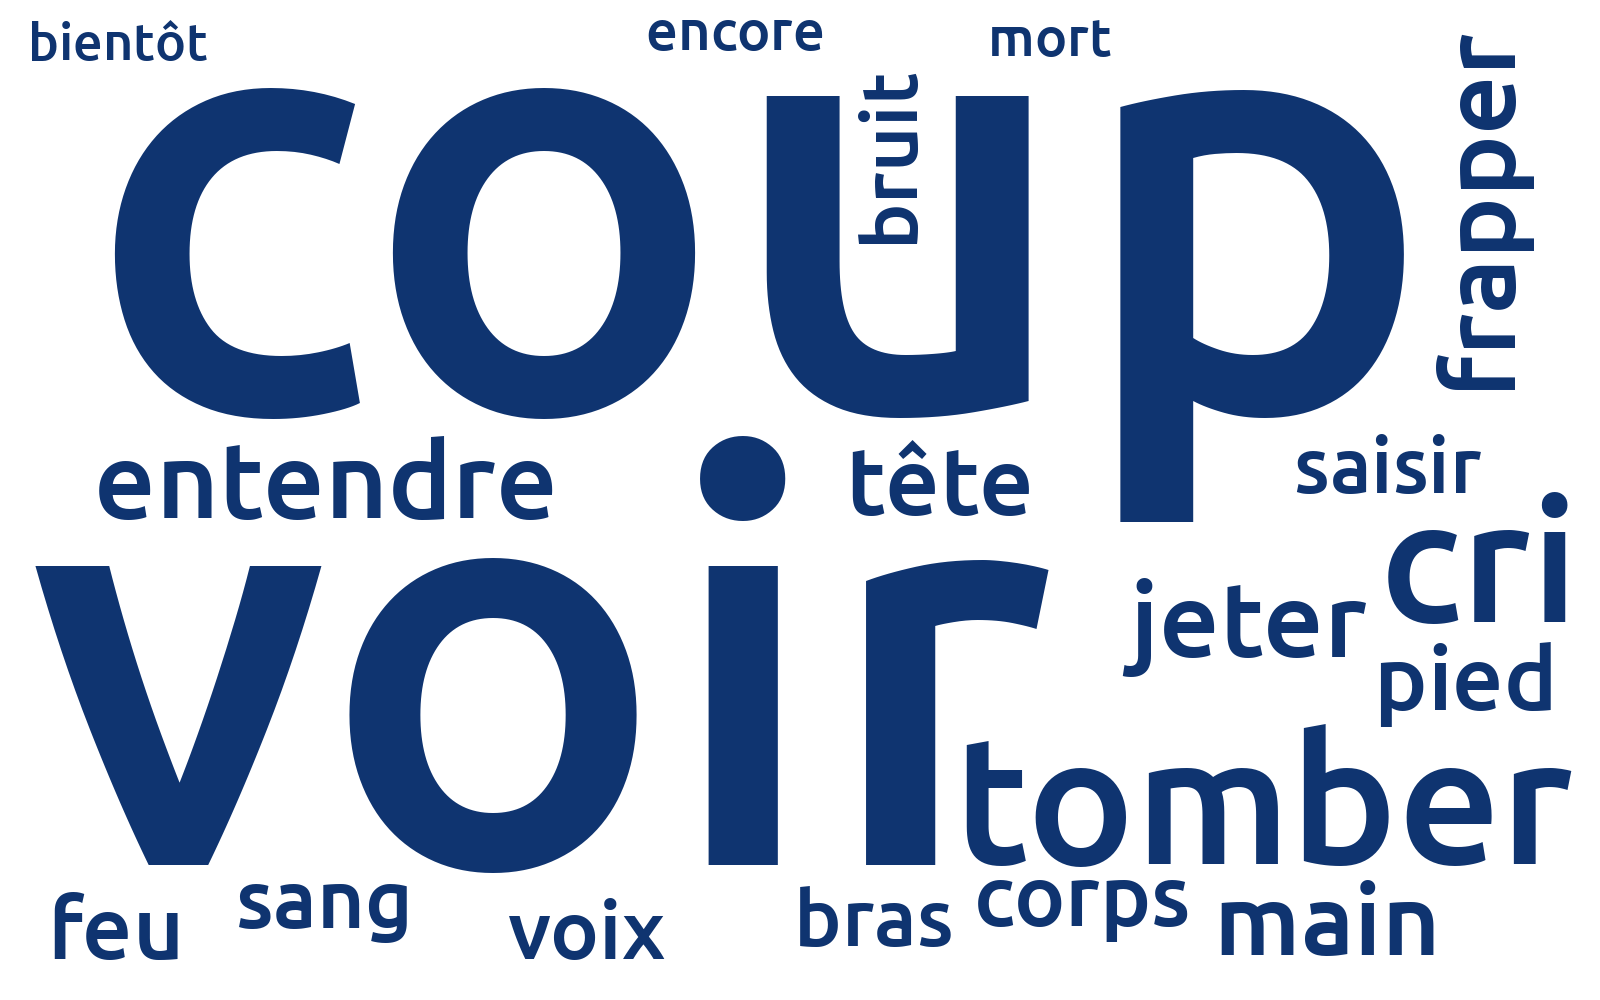 bientôt
encore
mort
coup
bruit
frapper
entendre
tête
saisir
voir
cri
jeter
pied
tomber
feu
sang
voix
bras
corps
main